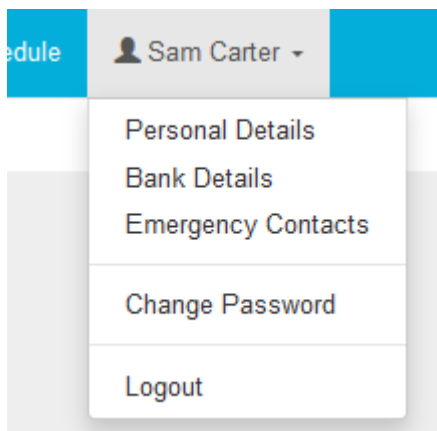 edule
Sam Carter
Personal Details
Bank Details
Emergency Contacts
Change Password
Logout